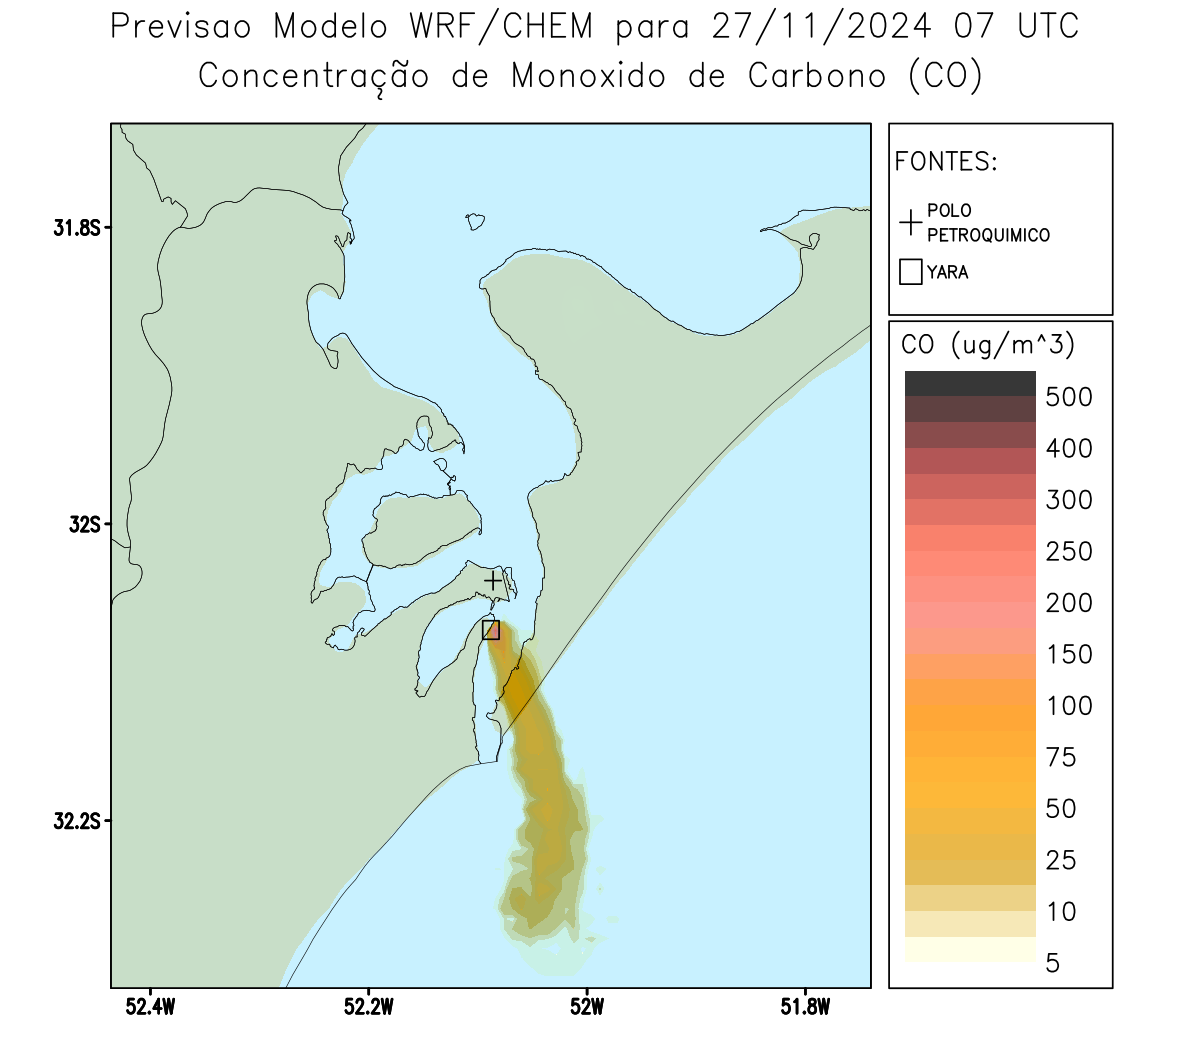 Previsao Modelo WRF/CHEM para 27/11/2024 07 UTC
Concentração de Monoxido de Carbono (CO)
FONTES:
POLO
PETROQUIMICO
YARA
CO (ug/m^3)
500
400
300
250
200
150
100
75
50
25
10
5
31.8S
32S
32.2S
52.4W
52.2W
52W
51.8W